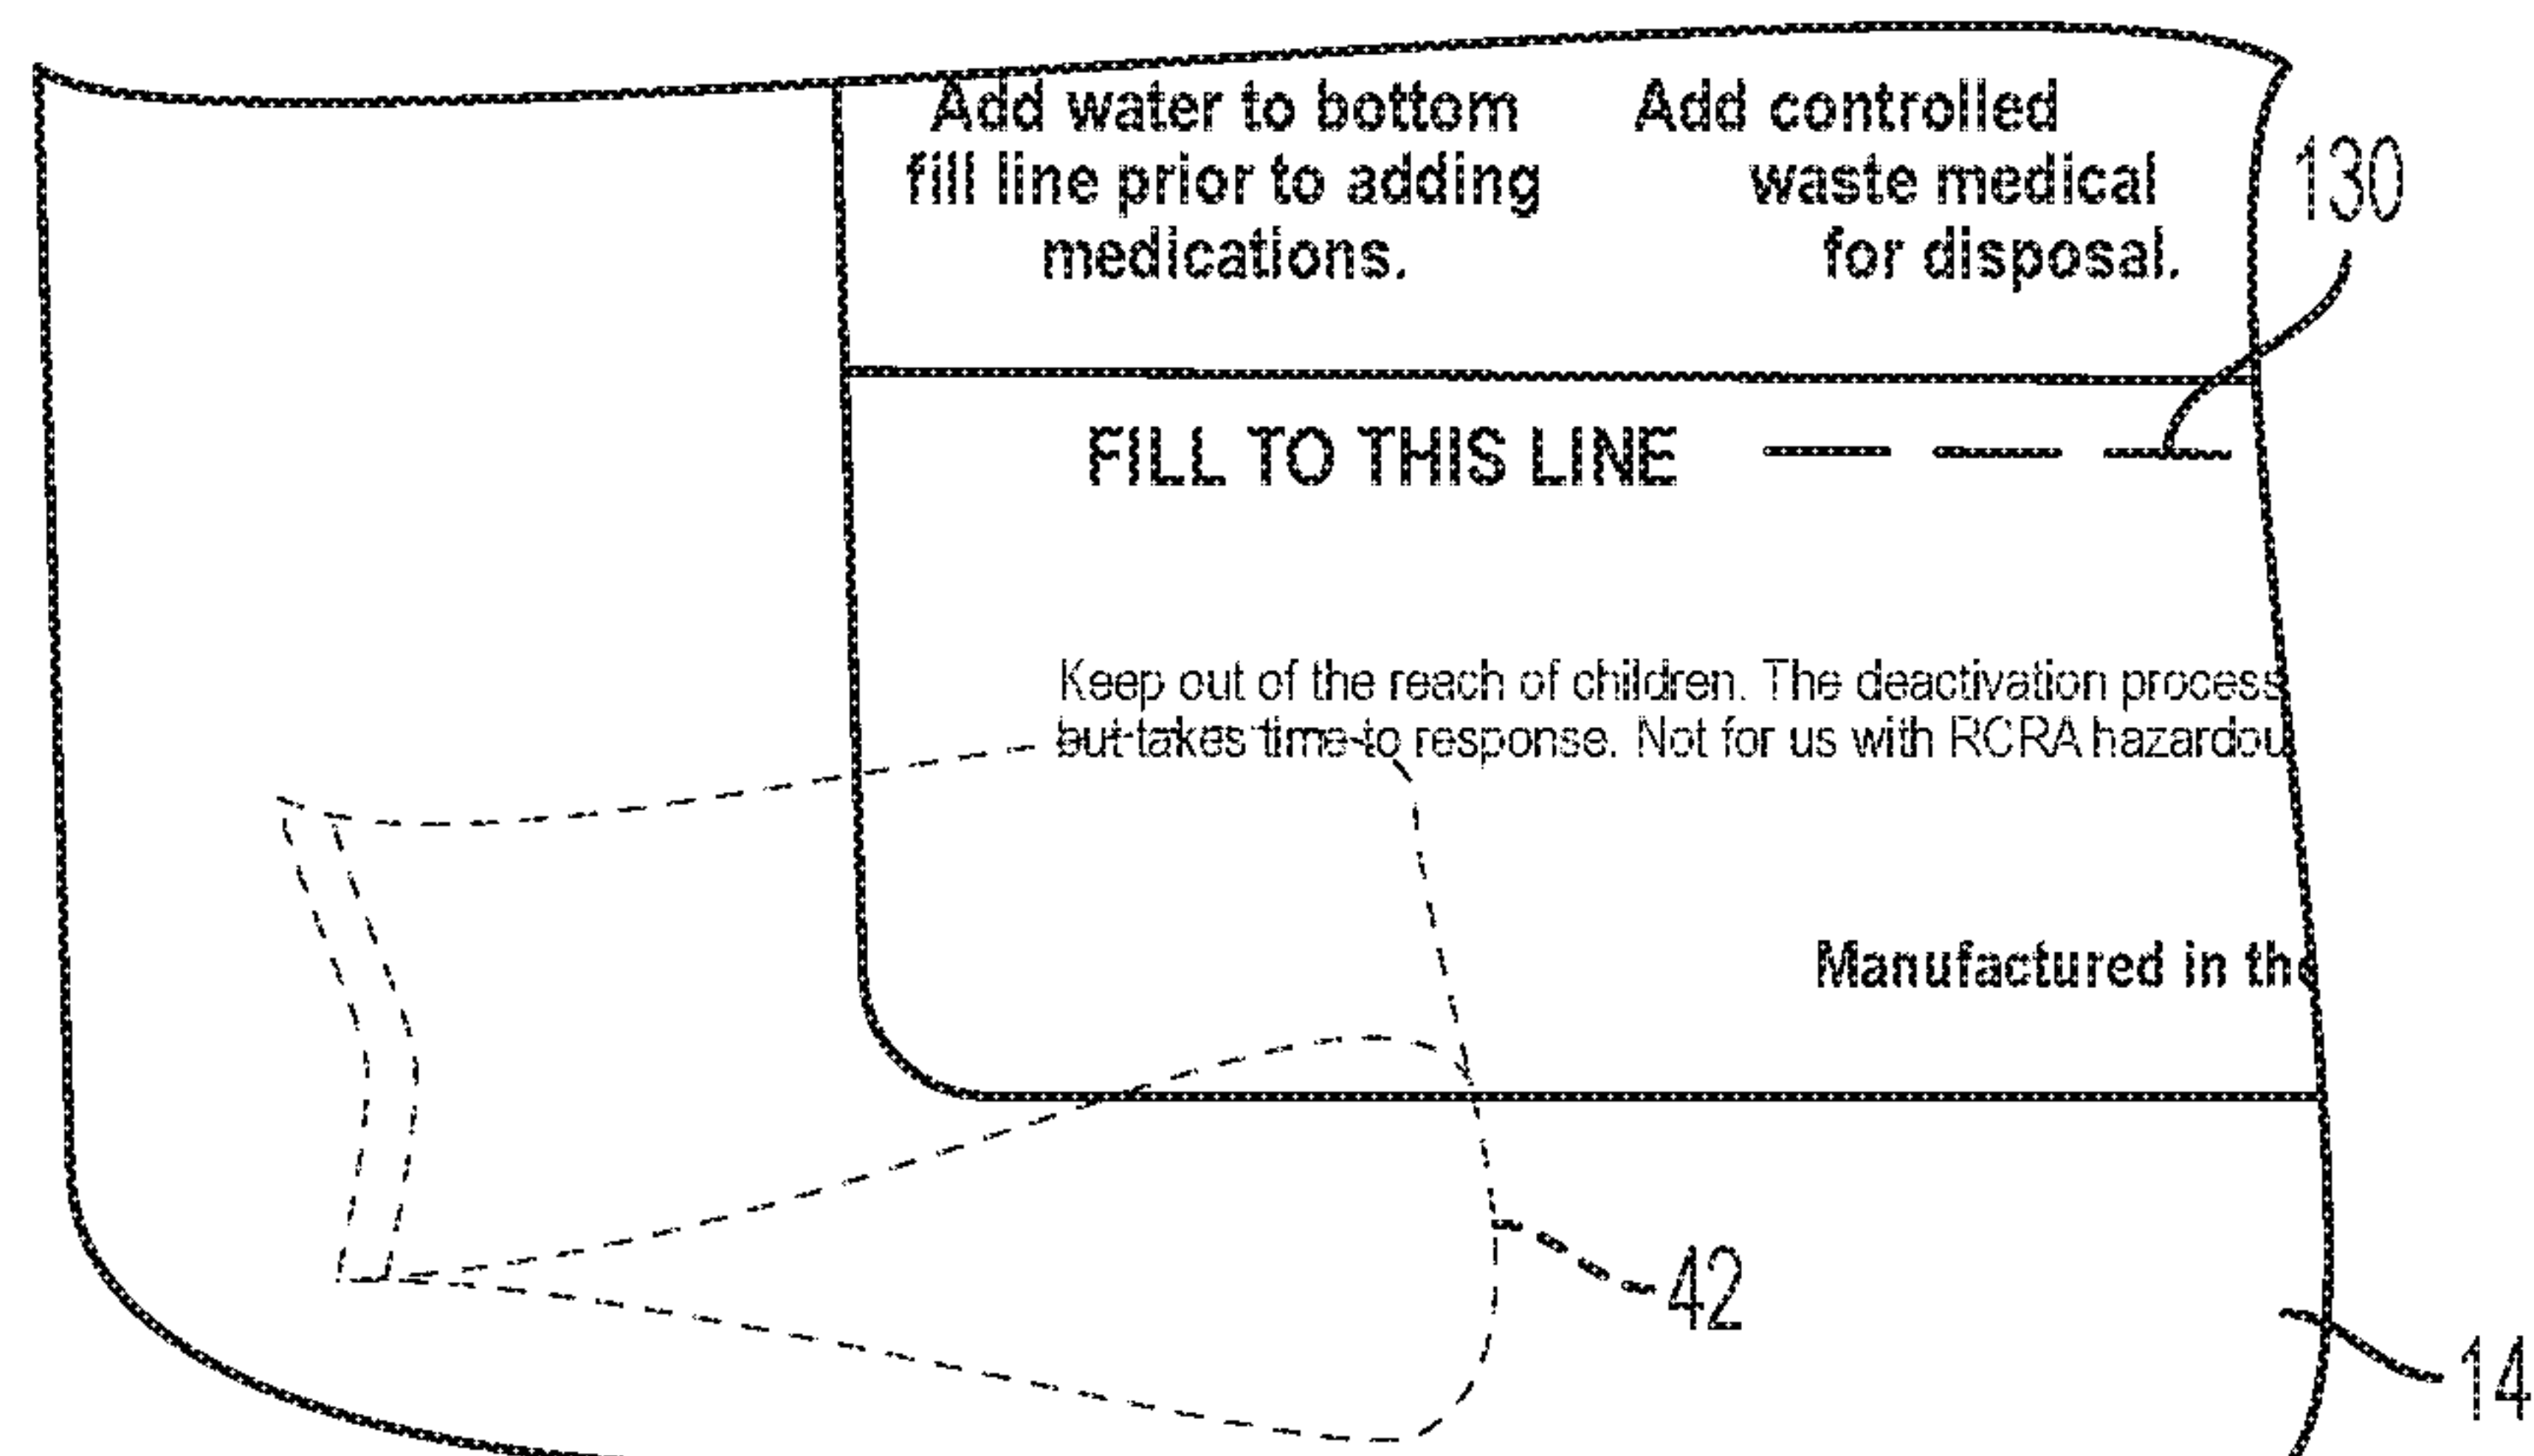 Add water to bottom
fill line prior to adding
medications.
Add controlled
waste medical
for disposal.
130
FILL TO THIS LINE
Keep out of the reach of children. The deactivation process
but takes time to response. Not for us with RCRA hazardou
Manufactured in the
42
14